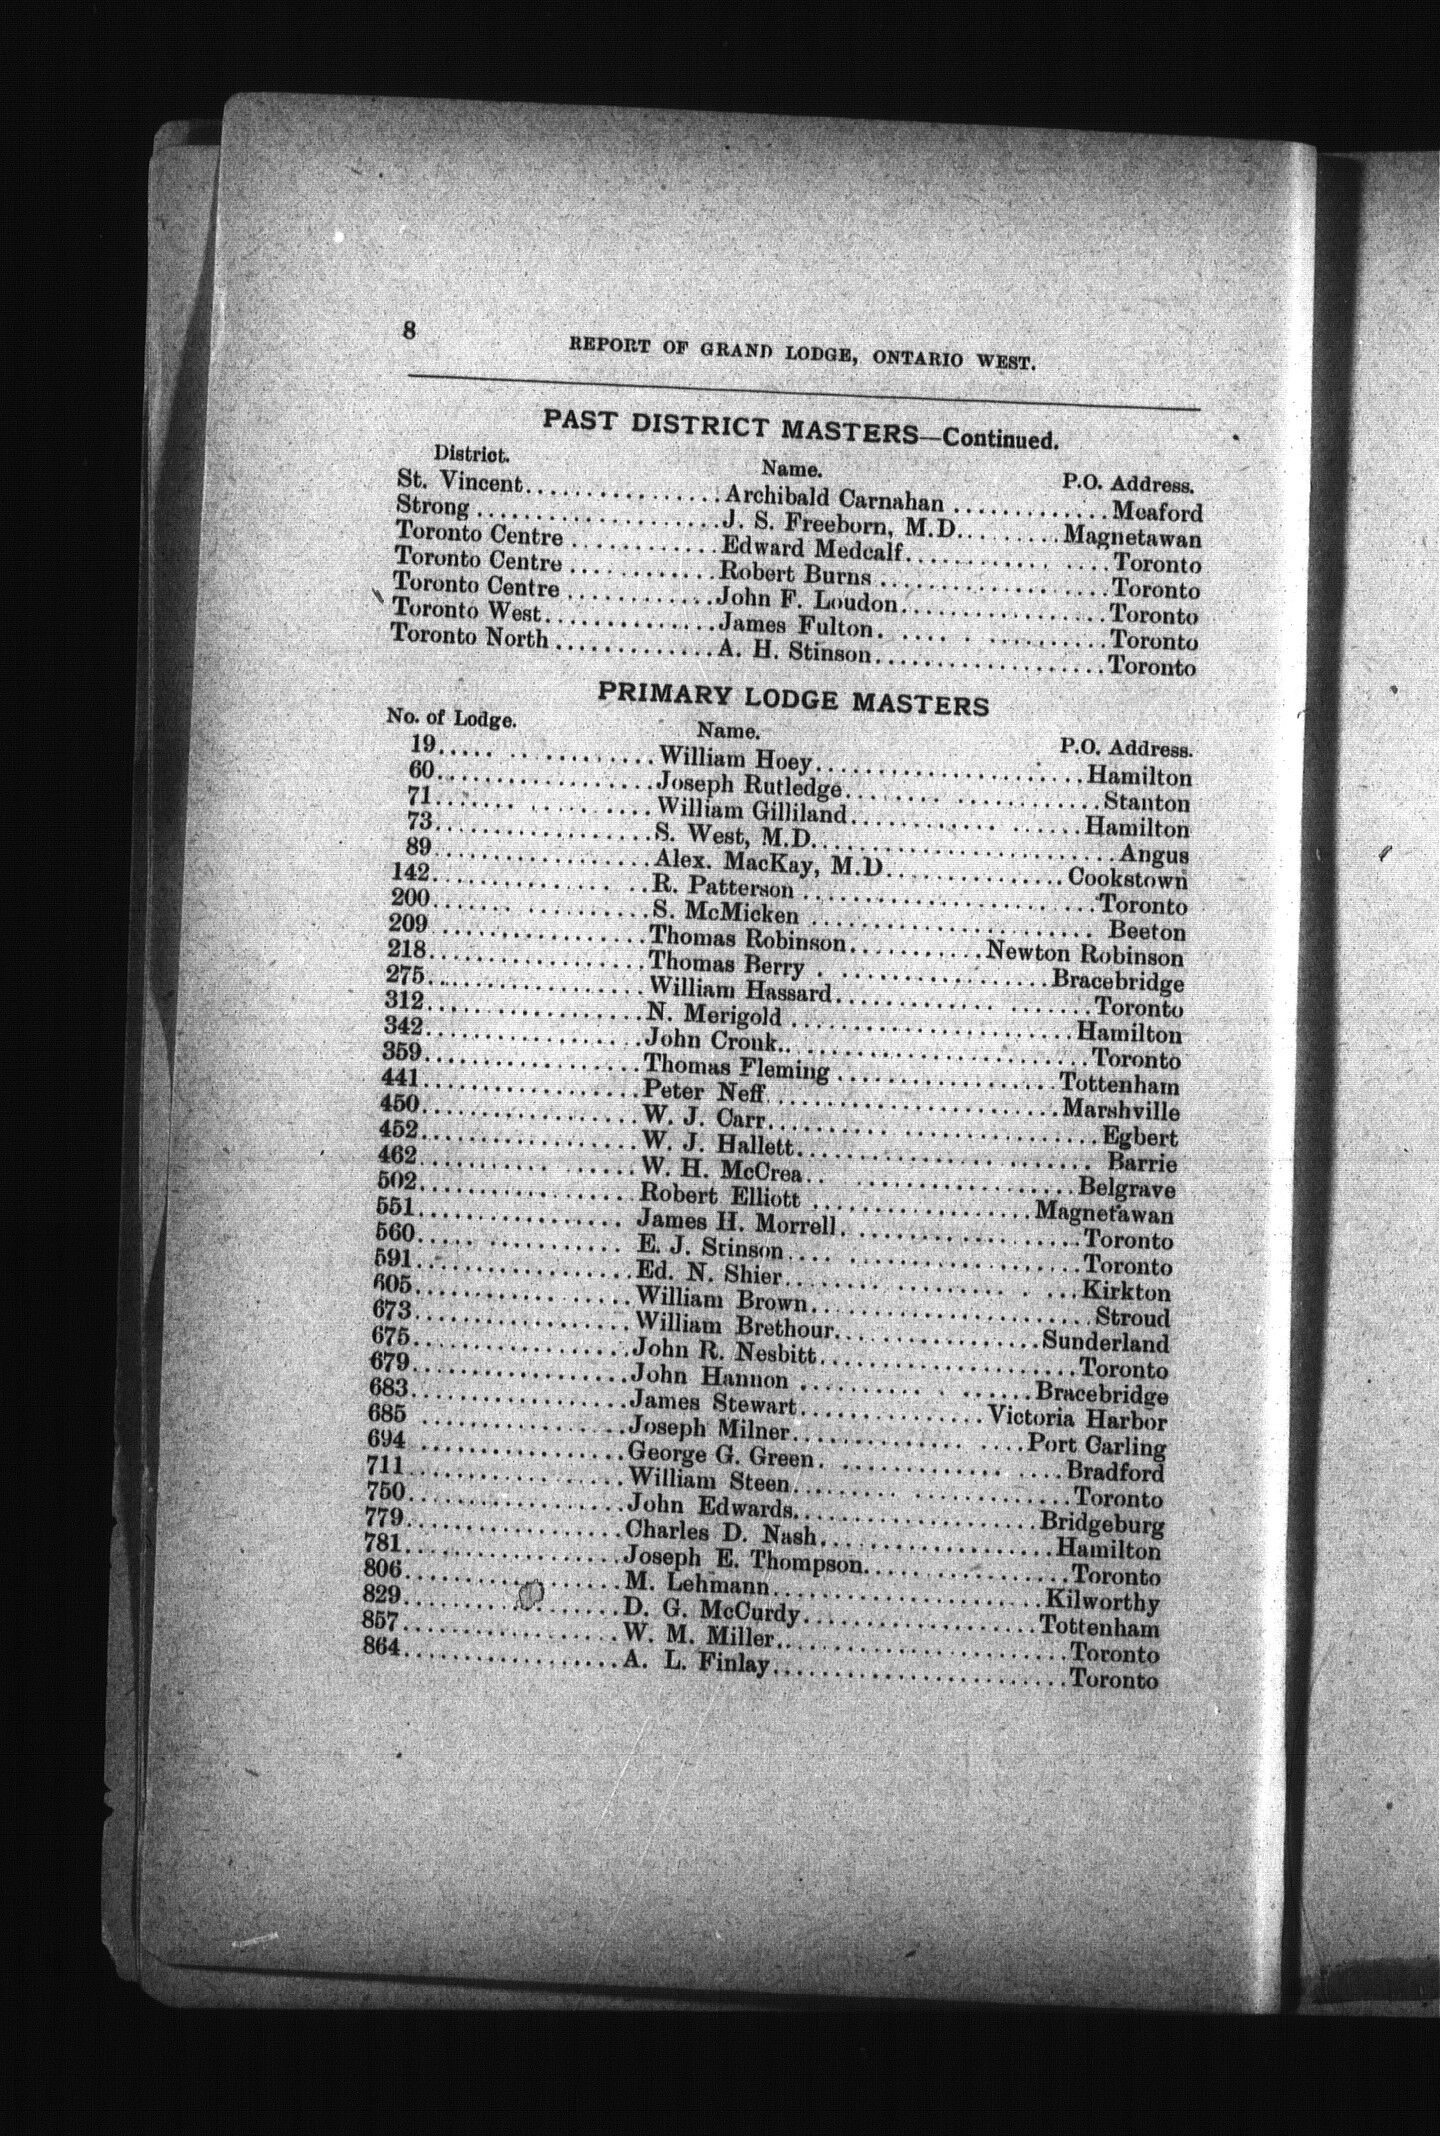 8
REPORT OF GRAND LODGE, ONTARIO WEST.
PAST DISTRICT MASTERS—Continued.
District. Name. P.O. Address.
St. Vincent................Archibald Carnahan .............Meaford
Strong ....................J. S. Freeborn, M.D.........Magnetawan
Toronto Centre ............Edward Medcalf.................Toronto
Toronto Centre ............Robert Burns ...................Toronto
Toronto Centre ............John F. Loudon.................Toronto
Toronto West..............James Fulton...................Toronto
Toronto North .............A. H. Stinson...................Toronto
PRIMARY LODGE MASTERS
No. of Lodge. Name. P.O. Address.
19..................William Hoey......................Hamilton
60..................Joseph Rutledge.....................Stanton
71..................William Gilliland...................Hamilton
73..................S. West, M.D.........................Angus
89..................Alex. MacKay, M.D...............Cookstown
142..................R. Patterson ........................Toronto
200..................S. McMicken ....................... Beeton
209 .................Thomas Robinson...........Newton Robinson
218..................Thomas Berry ...................Bracebridge
275..................William Hassard.....................Toronto
312..................N. Merigold .......................Hamilton
342..................John Cronk..........................Toronto
359..................Thomas Fleming ..................Tottenham
441..................Peter Neff........................Marshville
450..................W. J. Carr...........................Egbert
452..................W. J. Hallett........................ Barrie
462..................W. H. McCrea......................Belgrave
502..................Robert Elliott ..................Magnetawan
551................. James H. Morrell....................Toronto
560................. E. J. Stinson........................Toronto
591..................Ed. N. Shier........................Kirkton
605..................William Brown.......................Stroud
673..................William Brethour.................Sunderland
675..................John R. Nesbitt.....................Toronto
679..................John Hannon ...................Bracebridge
683..................James Stewart...............Victoria Harbor
685 .................Joseph Milner...................Port Carling
694 .................George G. Green....................Bradford
711..................William Steen.......................Toronto
750..................John Edwards....................Bridgeburg
779..................Charles D. Nash...................Hamilton
781..................Joseph E. Thompson.................Toronto
806..................M. Lehmann......................Kilworthy
829..................D. G. McCurdy...................Tottenham
857..................W. M. Miller........................Toronto
864..................A. L. Finlay........................Toronto